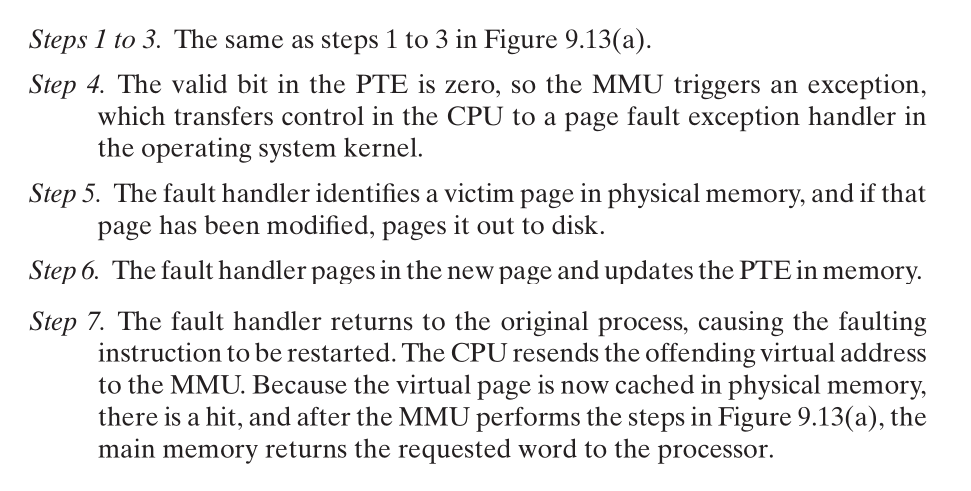 Steps 1 to 3. The same as steps 1 to 3 in Figure 9.13(a).
Step 4. The valid bit in the PTE is zero, so the MMU triggers an exception,
which transfers control in the CPU to a page fault exception handler in
the operating system kernel.
Step 5. The fault handler identifies a victim page in physical memory, and if that
page has been modified, pages it out to disk.
Step 6. The fault handler pages in the new page and updates the PTE in memory.
Step 7. The fault handler returns to the original process, causing the faulting
instruction to be restarted. The CPU resends the offending virtual address
to the MMU. Because the virtual page is now cached in physical memory,
there is a hit, and after the MMU performs the steps in Figure 9.13(a), the
main memory returns the requested word to the processor.